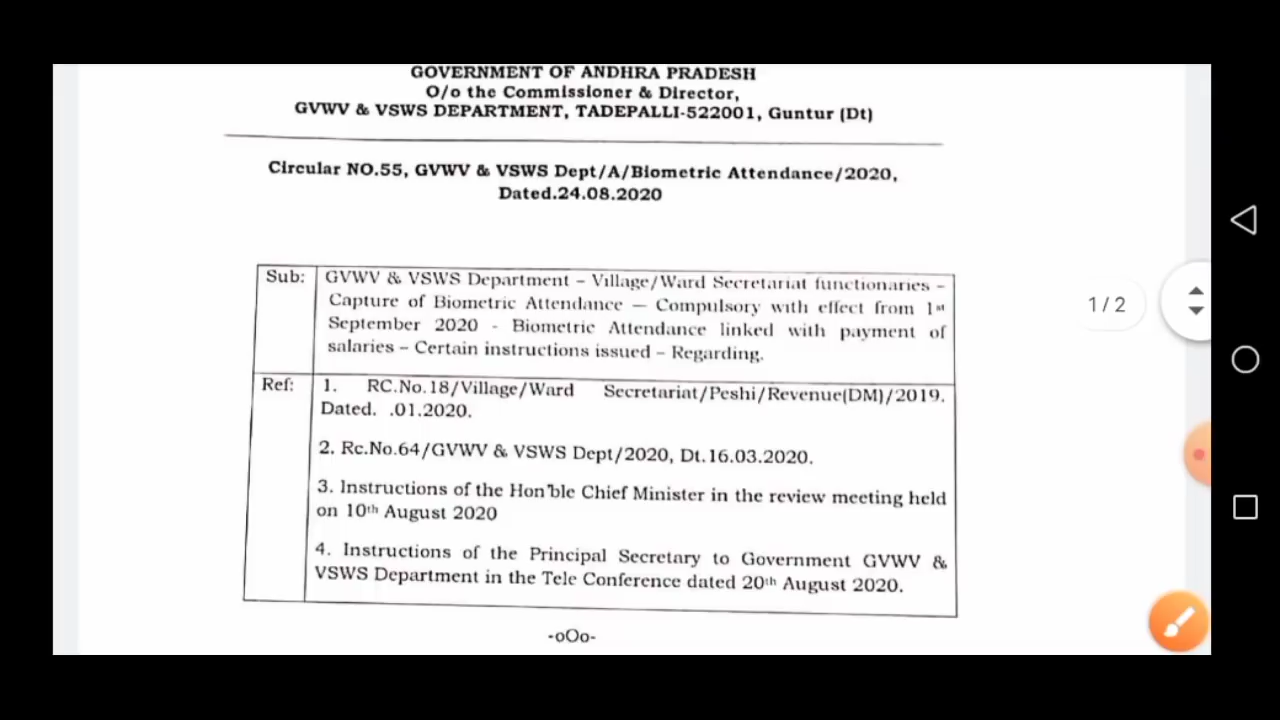 GOVERNMENT OF ANDHRA PRADESH
O/o the Commissioner & Director,
GVWV & VSWS DEPARTMENT, TADEPALLI-522001, Guntur (Dt)
Circular NO.55, GVWV & VSWS Dept/A/Biometric Attendance/2020,
Dated.24.08.2020
Sub: GVWV & VSWS Department – Village/Ward Secretariat functionaries –
Capture of Biometric Attendance – Compulsory with effect from 1st
September 2020 - Biometric Attendance linked with payment of
salaries – Certain instructions issued – Regarding.
Ref: 1. RC.No.18/Village/Ward Secretariat/Peshi/Revenue(DM)/2019.
Dated. .01.2020.
2. Rc.No.64/GVWV & VSWS Dept/2020, Dt.16.03.2020.
3. Instructions of the Hon'ble Chief Minister in the review meeting held
on 10th August 2020
4. Instructions of the Principal Secretary to Government GVWV &
VSWS Department in the Tele Conference dated 20th August 2020.
-oOo-
1/2